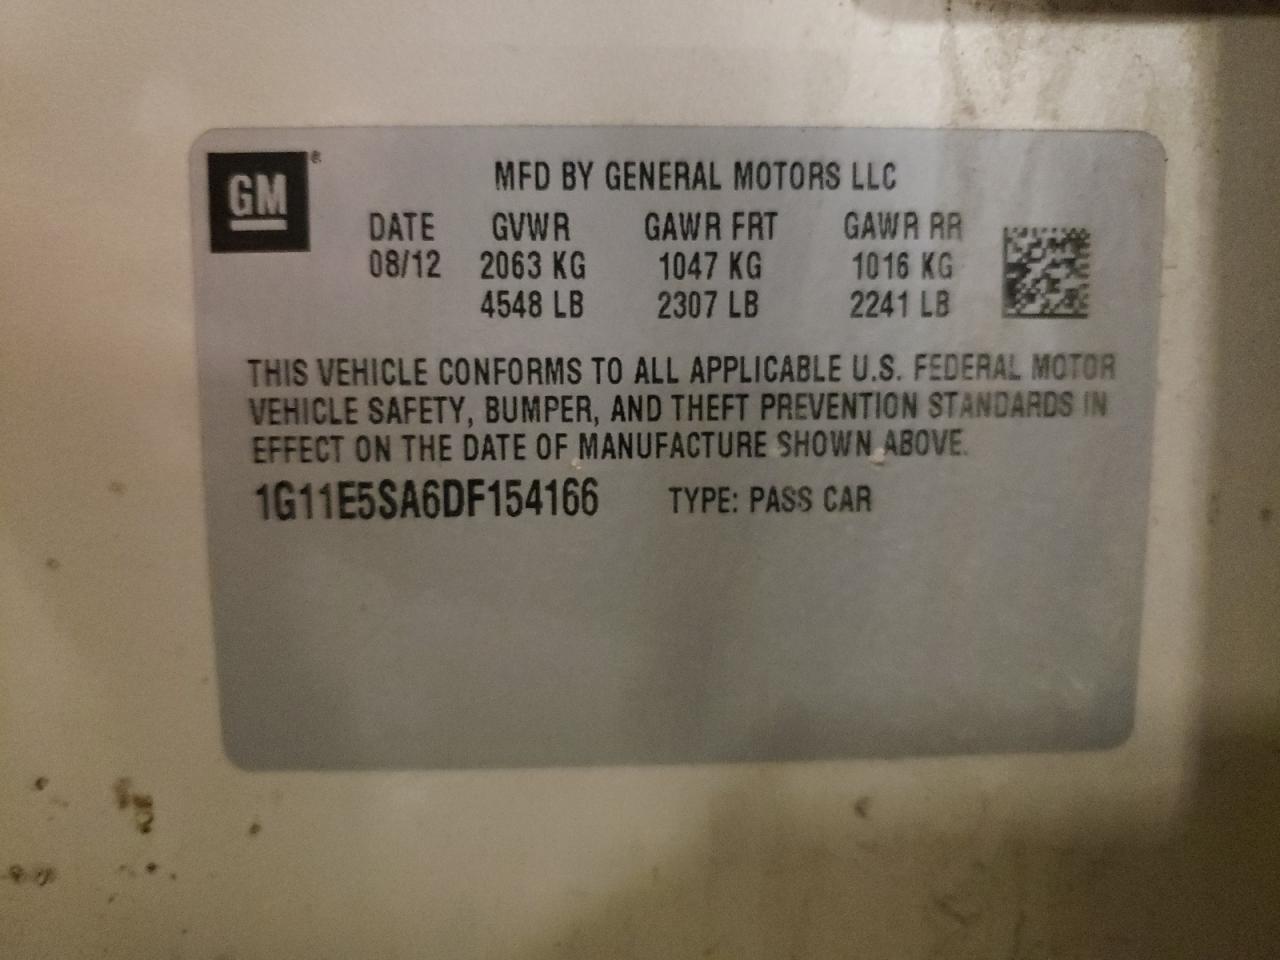 GM®
MFD BY GENERAL MOTORS LLC
DATE GVWR GAWR FRT GAWR RR
08/12 2063 KG 1047 KG 1016 KG
4548 LB 2307 LB 2241 LB
THIS VEHICLE CONFORMS TO ALL APPLICABLE U.S. FEDERAL MOTOR
VEHICLE SAFETY, BUMPER, AND THEFT PREVENTION STANDARDS IN
EFFECT ON THE DATE OF MANUFACTURE SHOWN ABOVE.
1G11E5SA6DF154166 TYPE: PASS CAR